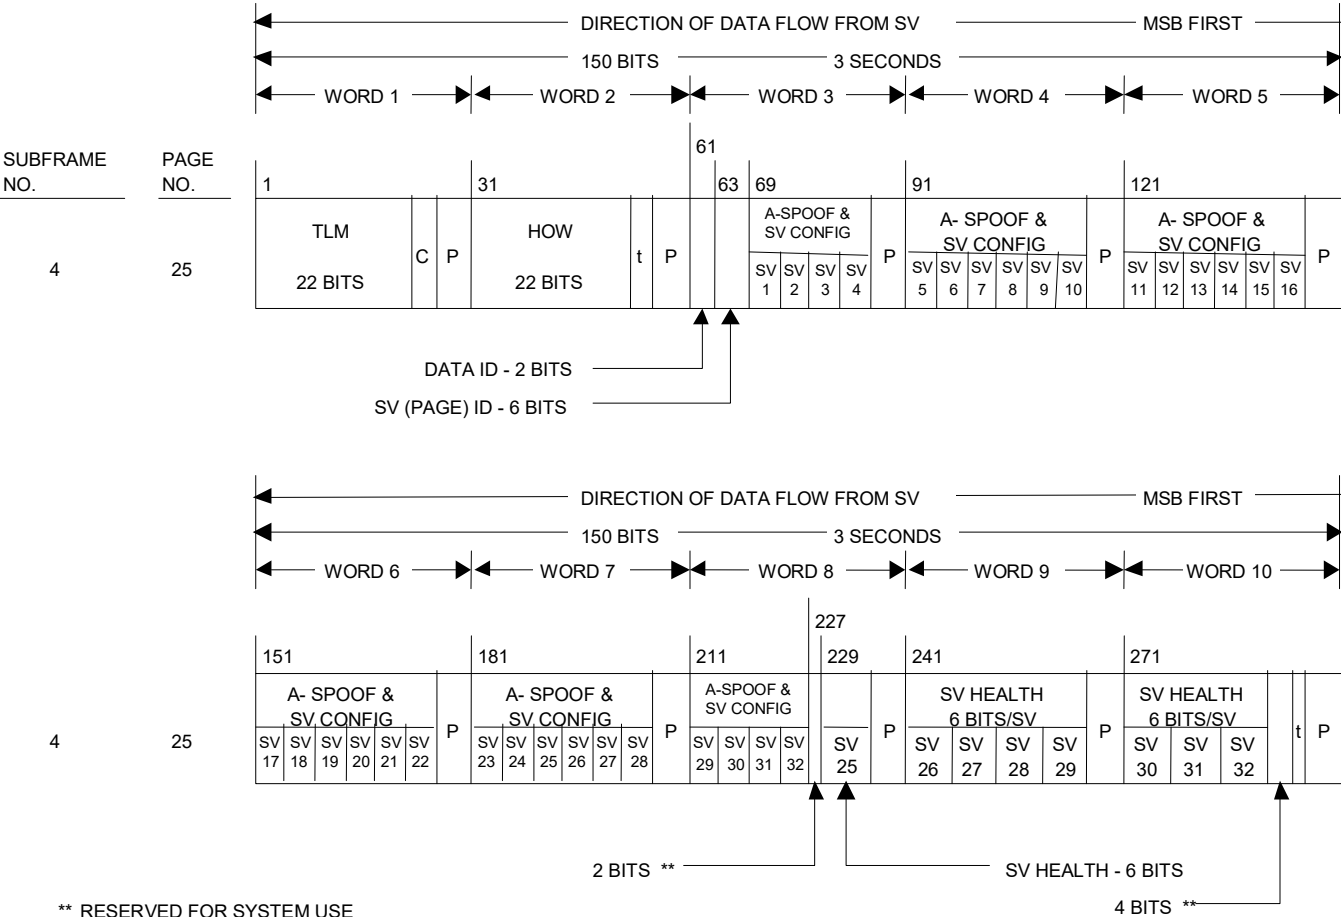 DIRECTION OF DATA FLOW FROM SV MSB FIRST
150 BITS 3 SECONDS
WORD 1 WORD 2 WORD 3 WORD 4 WORD 5
SUBFRAME NO. PAGE NO.
61
1 31 63 69 91 121
4 25
TLM 22 BITS C P HOW 22 BITS t P
A-SPOOF & SV CONFIG
SV 1 SV 2 SV 3 SV 4 P
A- SPOOF & SV CONFIG
SV 5 SV 6 SV 7 SV 8 SV 9 SV 10 P
A- SPOOF & SV CONFIG
SV 11 SV 12 SV 13 SV 14 SV 15 SV 16 P
DATA ID - 2 BITS
SV (PAGE) ID - 6 BITS
DIRECTION OF DATA FLOW FROM SV MSB FIRST
150 BITS 3 SECONDS
WORD 6 WORD 7 WORD 8 WORD 9 WORD 10
227
151 181 211 229 241 271
4 25
A- SPOOF & SV CONFIG
SV 17 SV 18 SV 19 SV 20 SV 21 SV 22 P
A- SPOOF & SV CONFIG
SV 23 SV 24 SV 25 SV 26 SV 27 SV 28 P
A-SPOOF & SV CONFIG
SV 29 SV 30 SV 31 SV 32
SV 25 P
SV HEALTH 6 BITS/SV
SV 26 SV 27 SV 28 SV 29 P
SV HEALTH 6 BITS/SV
SV 30 SV 31 SV 32 t P
2 BITS ** SV HEALTH - 6 BITS
4 BITS **
** RESERVED FOR SYSTEM USE